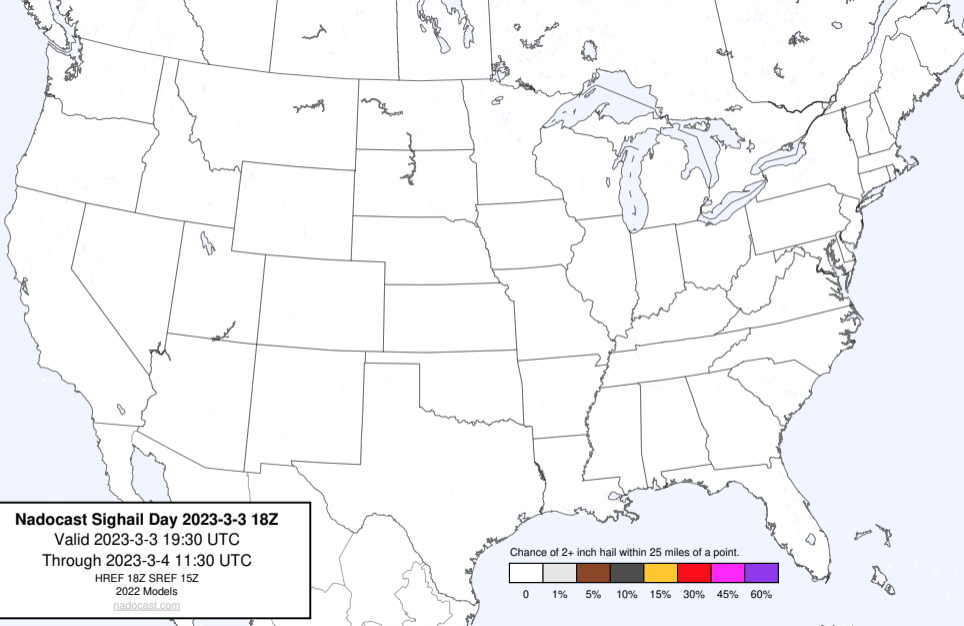 Nadocast Sighail Day 2023-3-3 18Z
Valid 2023-3-3 19:30 UTC
Through 2023-3-4 11:30 UTC
HREF 18Z SREF 15Z
2022 Models
nadocast.com
Chance of 2+ inch hail within 25 miles of a point.
0 1% 5% 10% 15% 30% 45% 60%